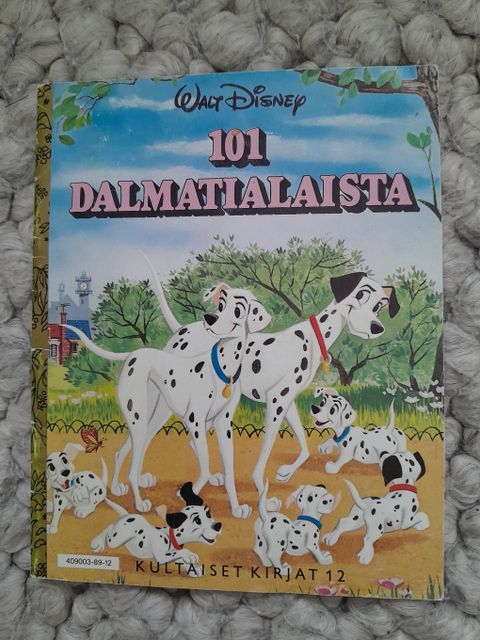 WALT DISNEY
101
DALMATIALAISTA
409003-89-12
KULTAISET KIRJAT 12